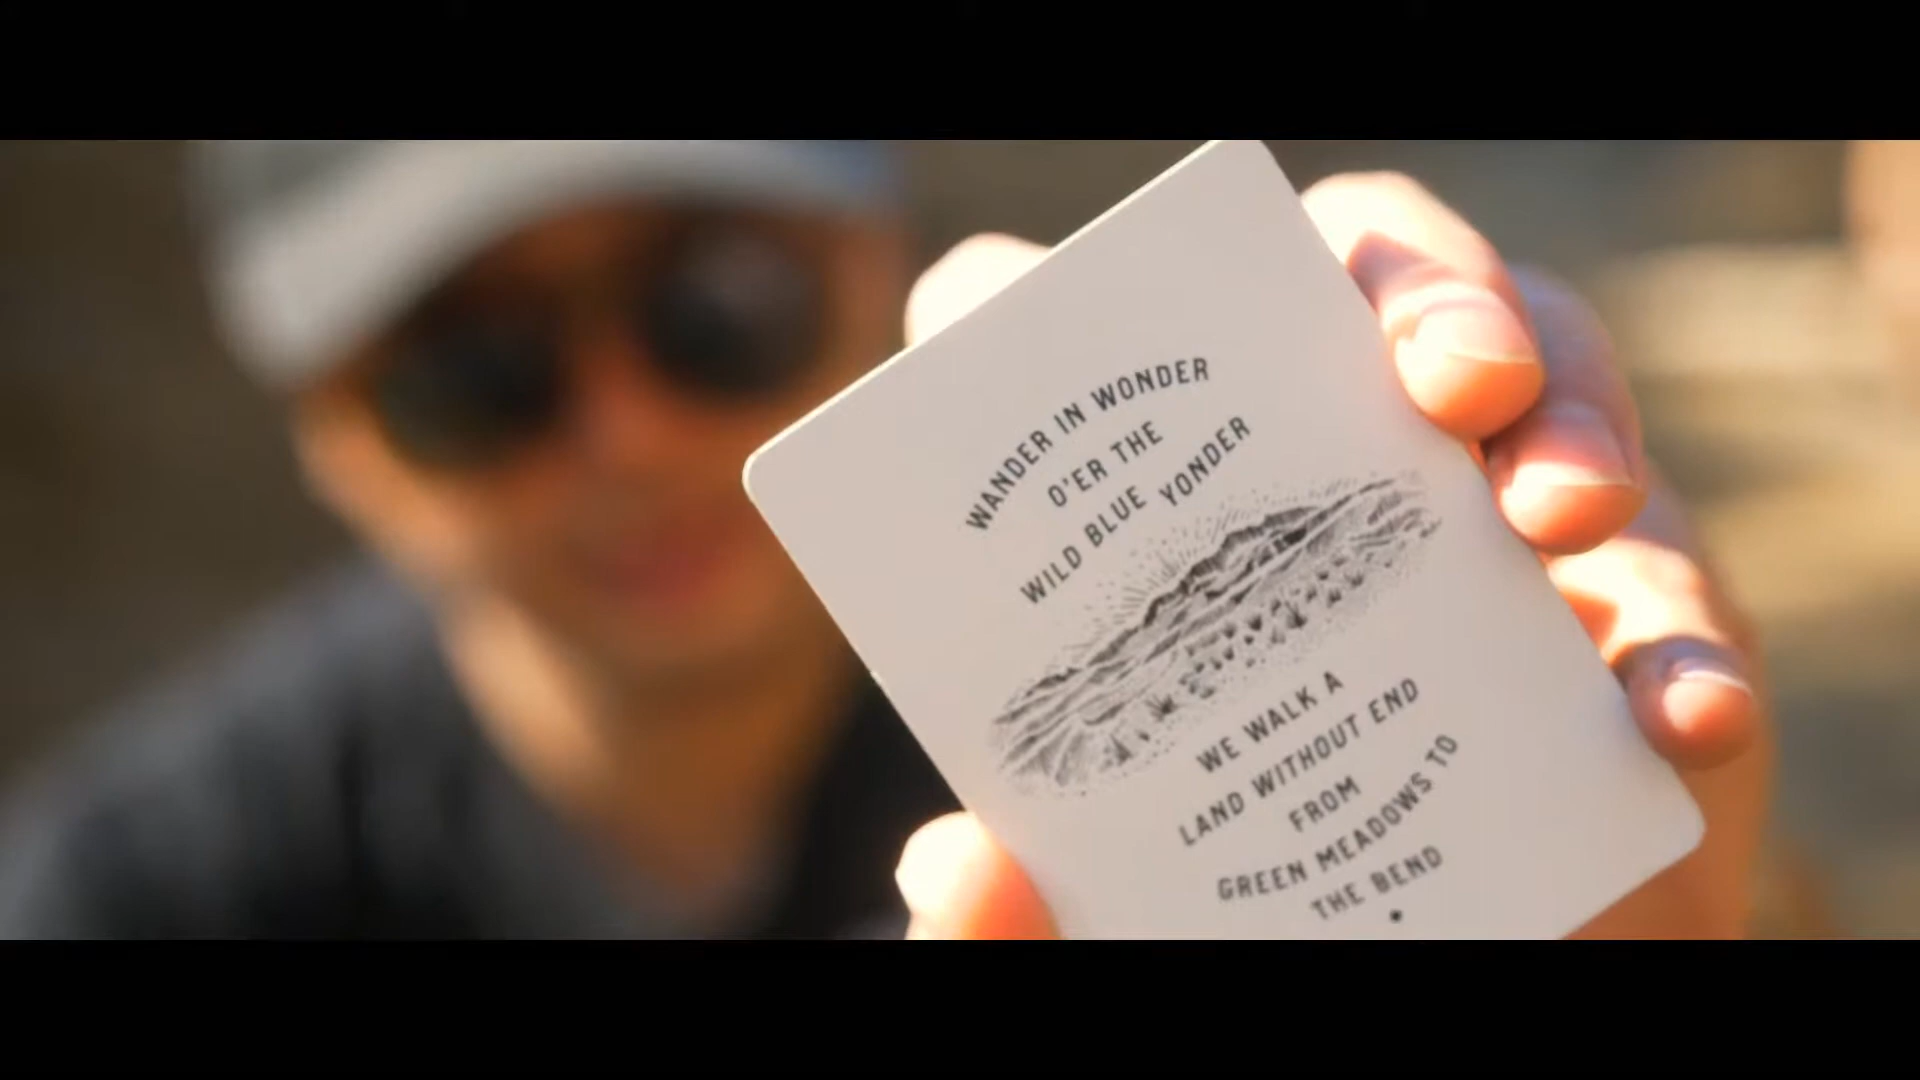 WANDER IN WONDER
O'ER THE
WILD BLUE YONDER
WE WALK A
LAND WITHOUT END
FROM
GREEN MEADOWS TO
THE BEND